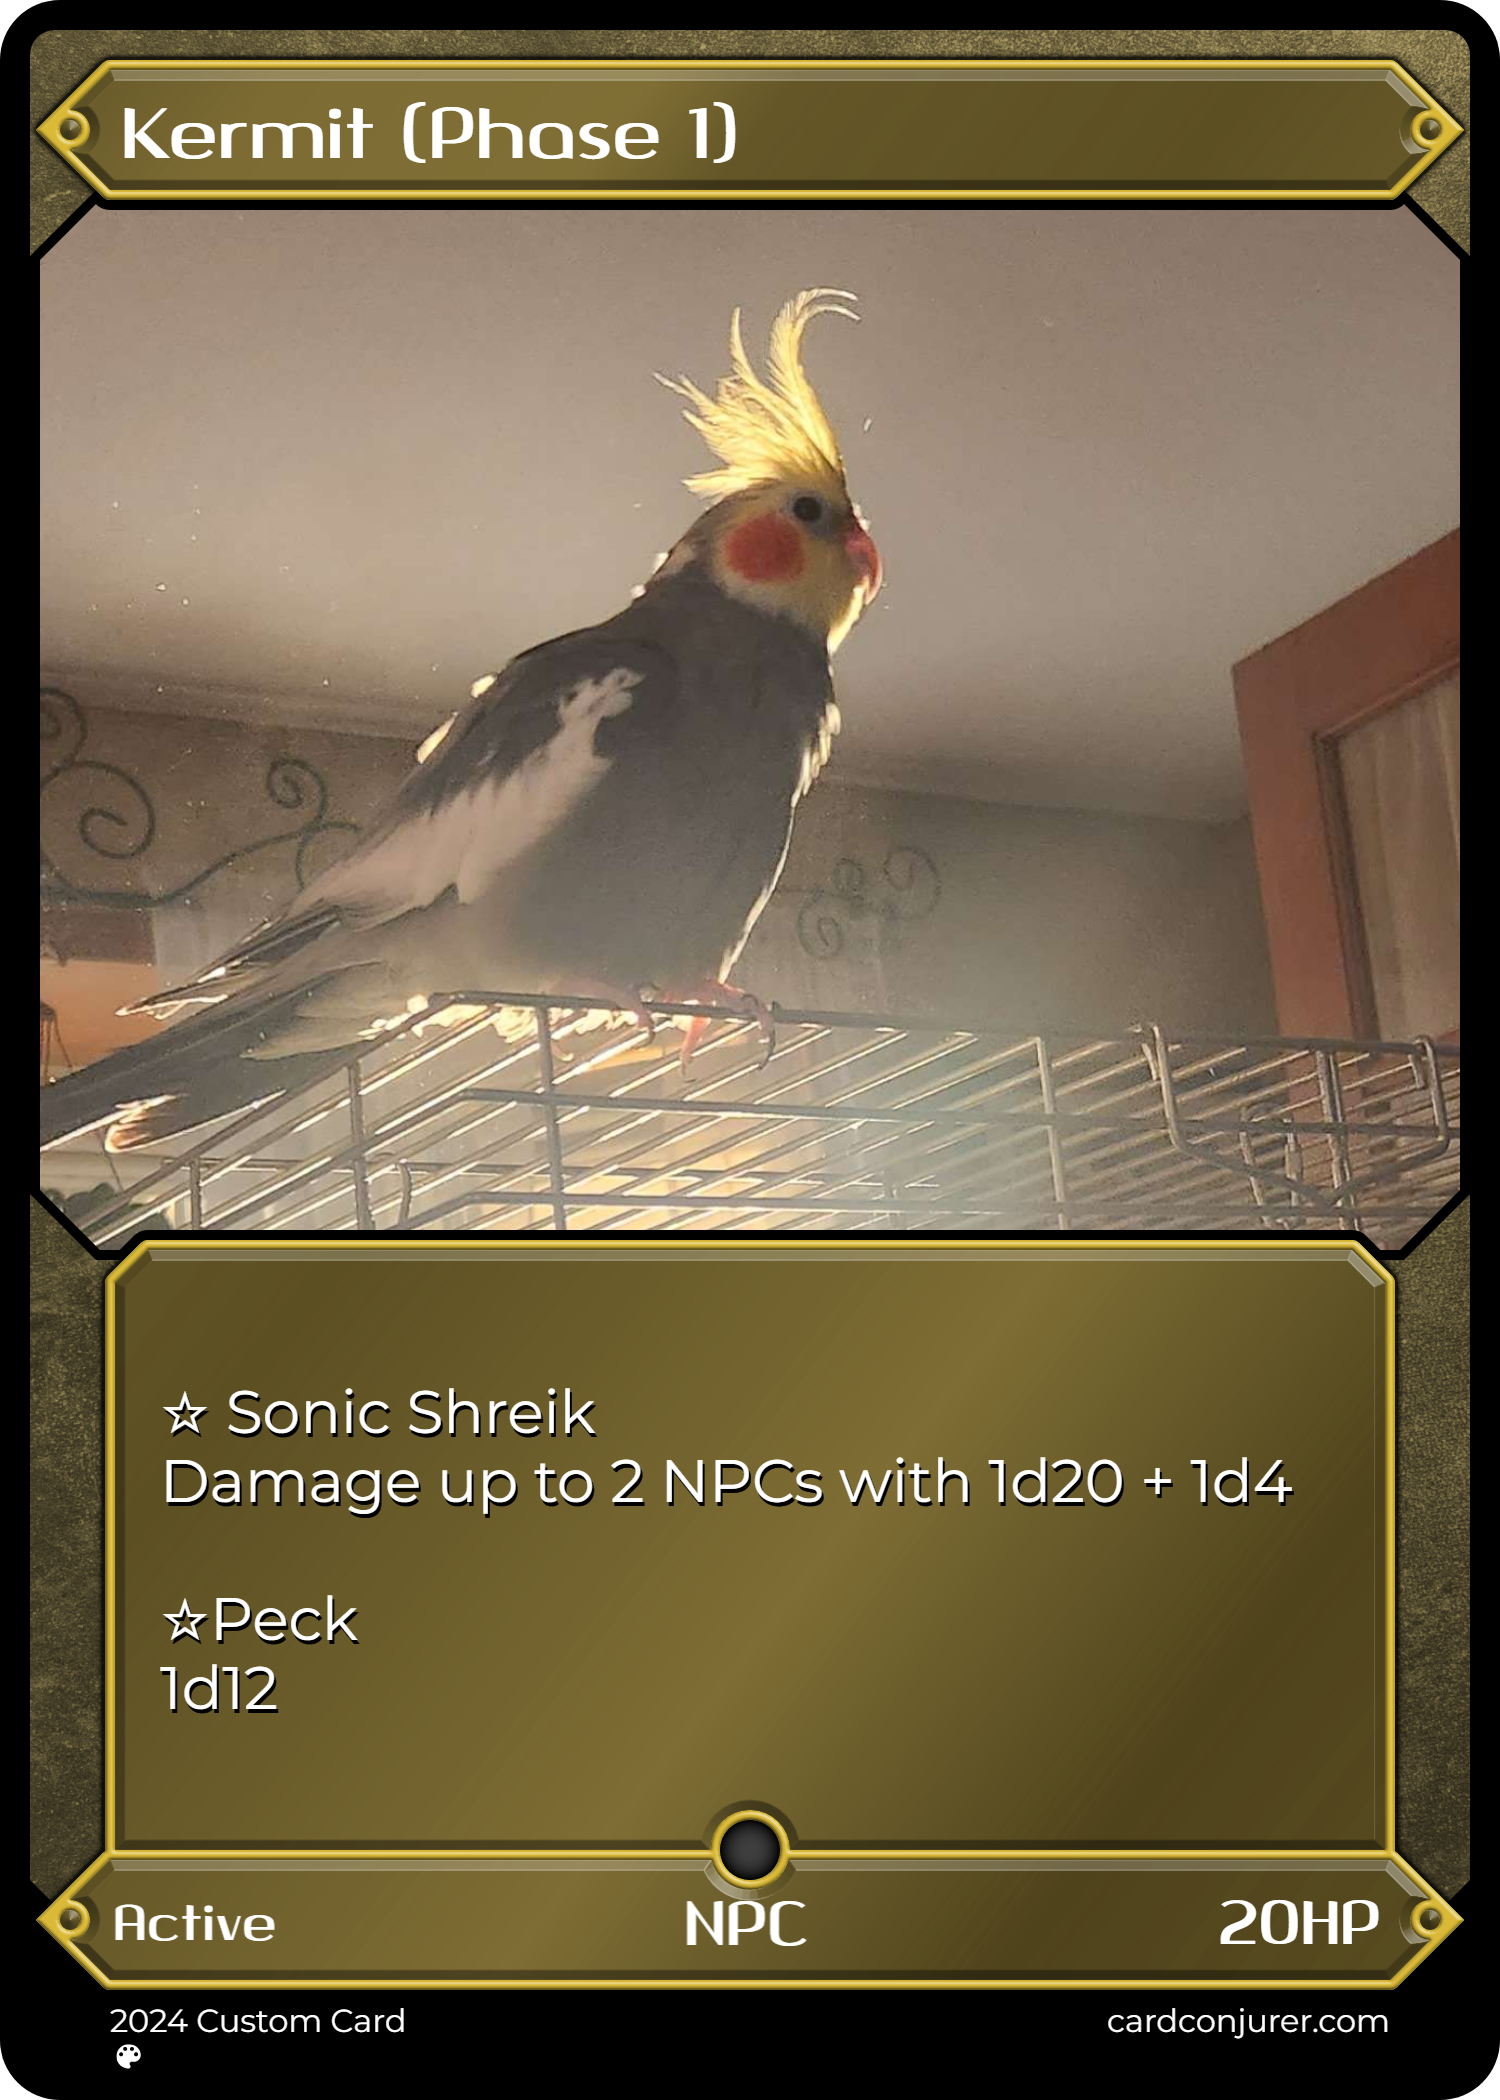 Kermit (Phase 1)
☆ Sonic Shreik
Damage up to 2 NPCs with 1d20 + 1d4
☆Peck
1d12
Active NPC 20HP
2024 Custom Card cardconjurer.com